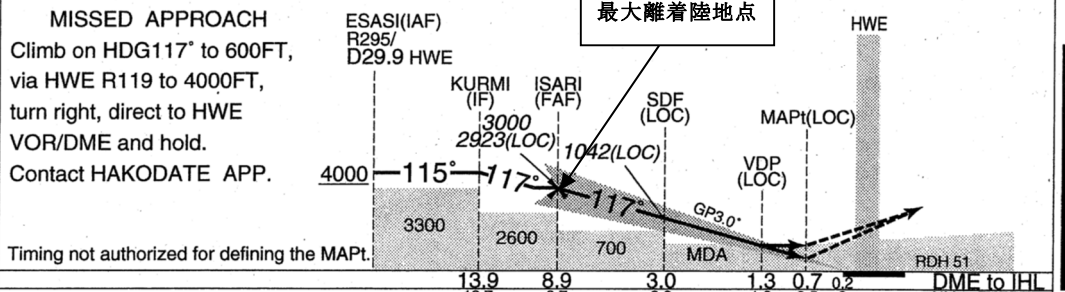 MISSED APPROACH
Climb on HDG117° to 600FT,
via HWE R119 to 4000FT,
turn right, direct to HWE
VOR/DME and hold.
Contact HAKODATE APP.
Timing not authorized for defining the MAPt.
ESASI(IAF)
R295/
D29.9 HWE
最大離着陸地点
HWE
KURMI
(IF)
ISARI
(FAF)
SDF
(LOC)
MAPt(LOC)
3000
2923(LOC)
1042(LOC)
VDP
(LOC)
4000
115°
117°
117°
GP3.0°
3300
2600
700
MDA
RDH 51
13.9 8.9 3.0 1.3 0.7 0.2 DME to IHL